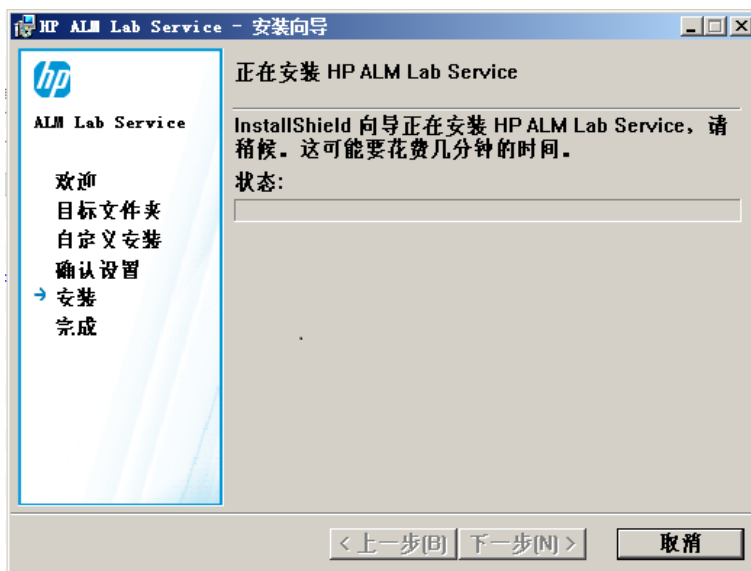 HP ALM Lab Service - 安装向导
hp
ALM Lab Service
欢迎
目标文件夹
自定义安装
确认设置
安装
完成
正在安装 HP ALM Lab Service
InstallShield 向导正在安装 HP ALM Lab Service，请
稍候。这可能要花费几分钟的时间。
状态:
< 上一步(B)
下一步(N) >
取消